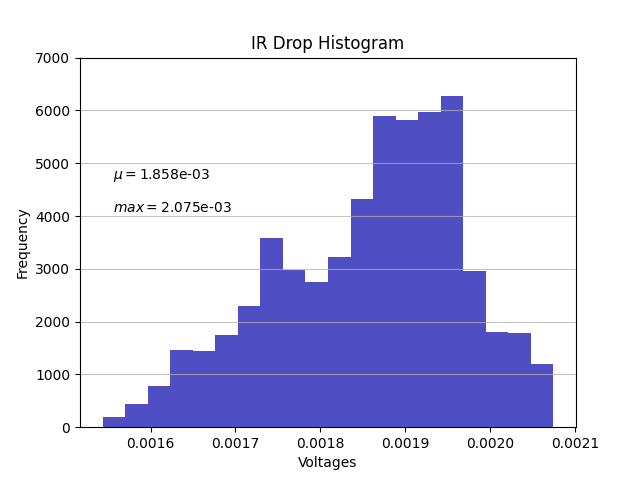 IR Drop Histogram
7000
6000
5000
4000
3000
2000
1000
0
Frequency
μ = 1.858e-03
max = 2.075e-03
0.0016 0.0017 0.0018 0.0019 0.0020 0.0021
Voltages